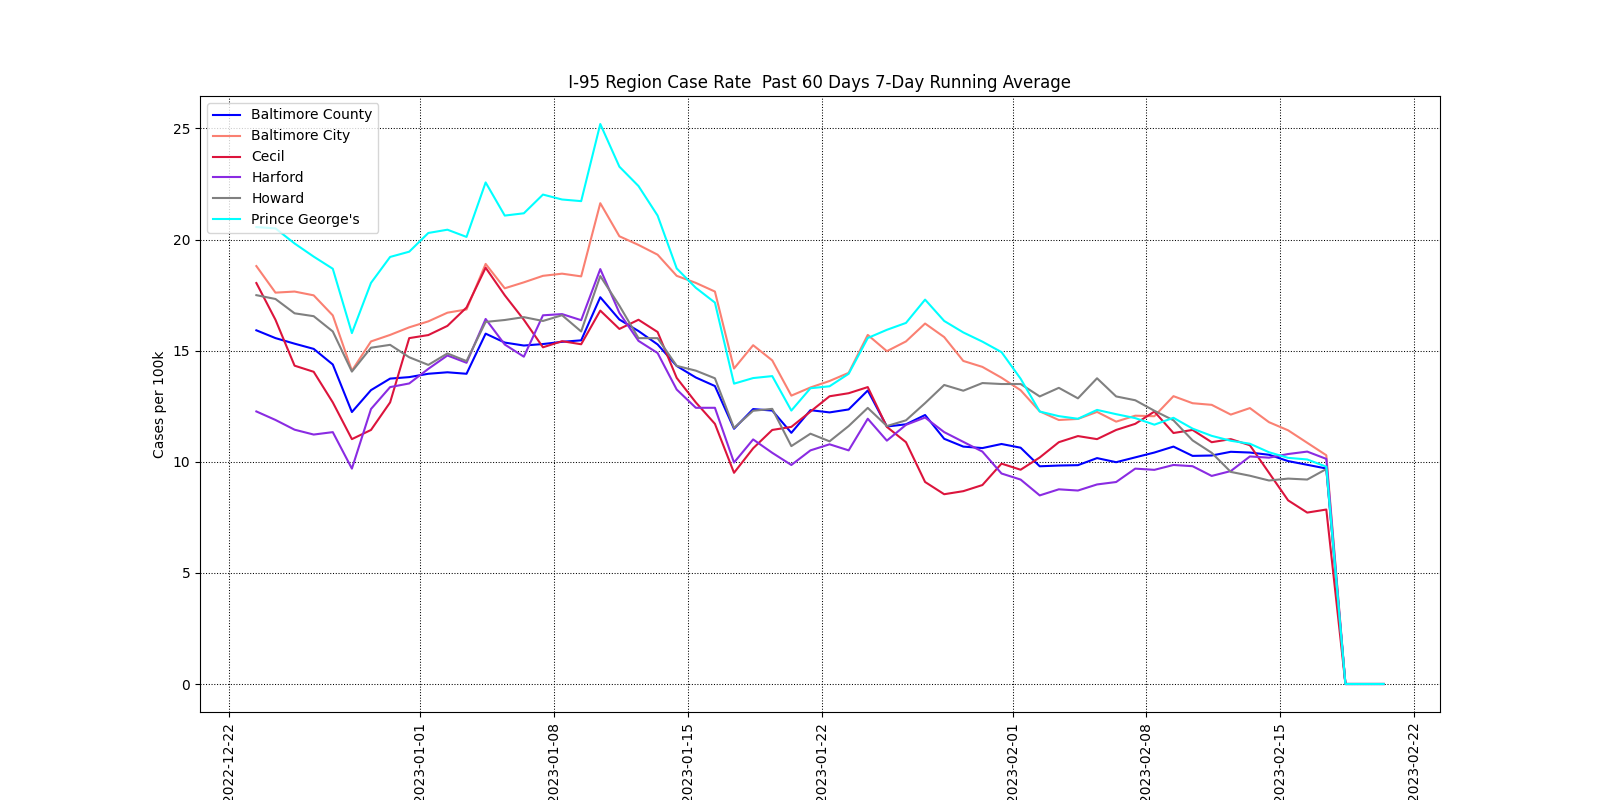 I-95 Region Case Rate  Past 60 Days 7-Day Running Average
Baltimore County
Baltimore City
Cecil
Harford
Howard
Prince George's
Cases per 100k
25
20
15
10
5
0
2022-12-22
2023-01-01
2023-01-08
2023-01-15
2023-01-22
2023-02-01
2023-02-08
2023-02-15
2023-02-22